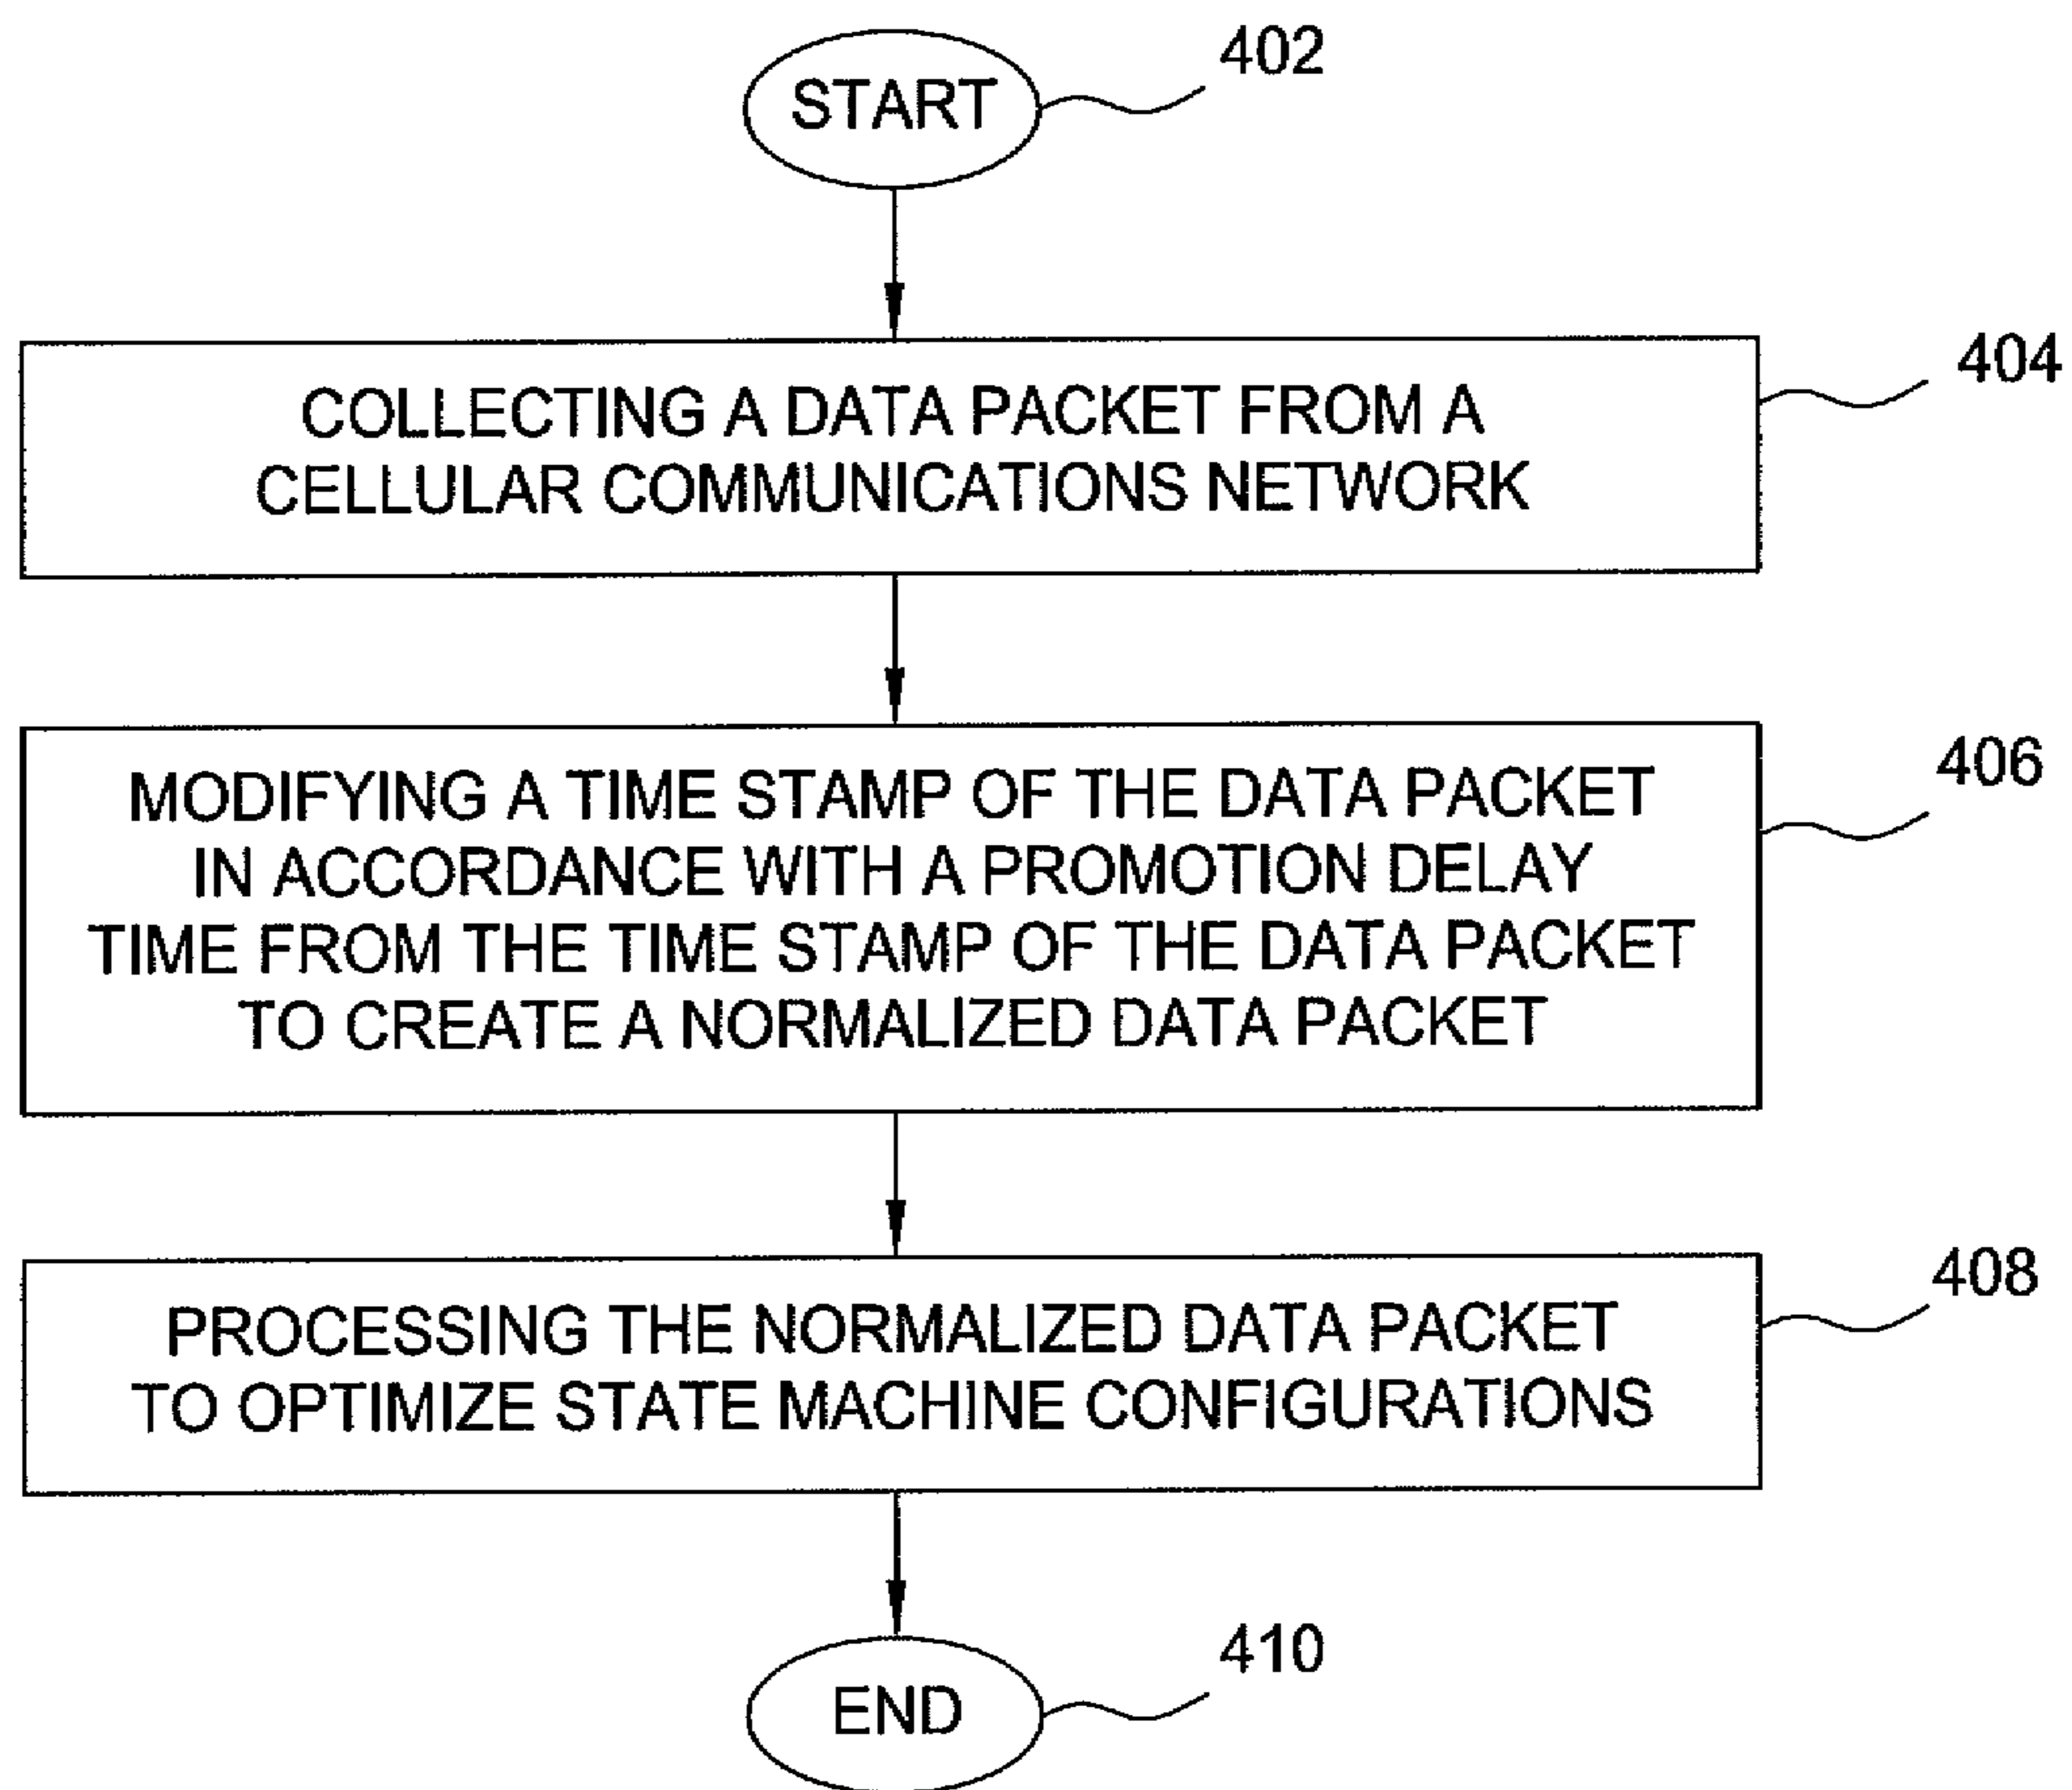 START
402
COLLECTING A DATA PACKET FROM A
CELLULAR COMMUNICATIONS NETWORK
404
MODIFYING A TIME STAMP OF THE DATA PACKET
IN ACCORDANCE WITH A PROMOTION DELAY
TIME FROM THE TIME STAMP OF THE DATA PACKET
TO CREATE A NORMALIZED DATA PACKET
406
PROCESSING THE NORMALIZED DATA PACKET
TO OPTIMIZE STATE MACHINE CONFIGURATIONS
408
END
410